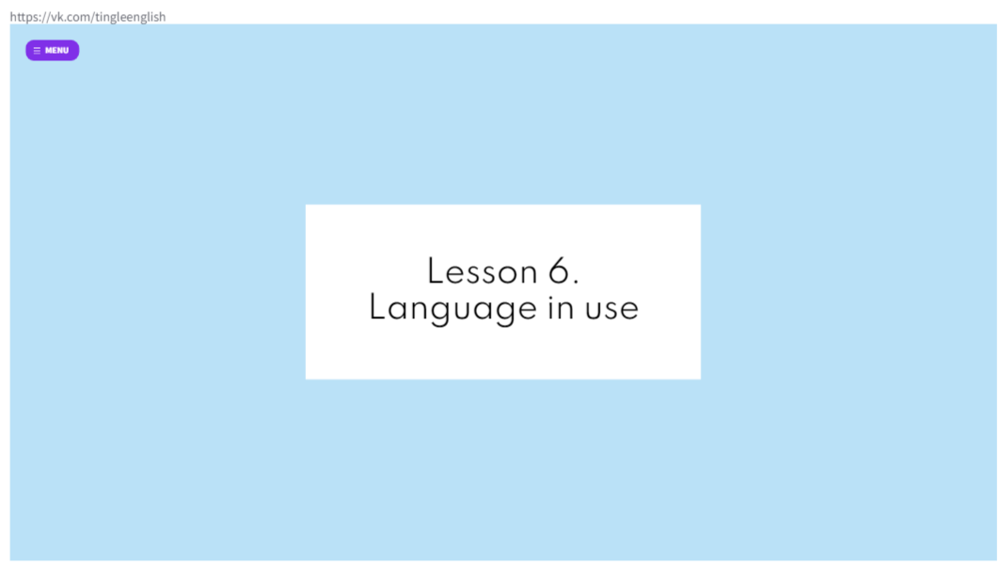 https://vk.com/tingleenglish
☰ MENU
Lesson 6.
Language in use